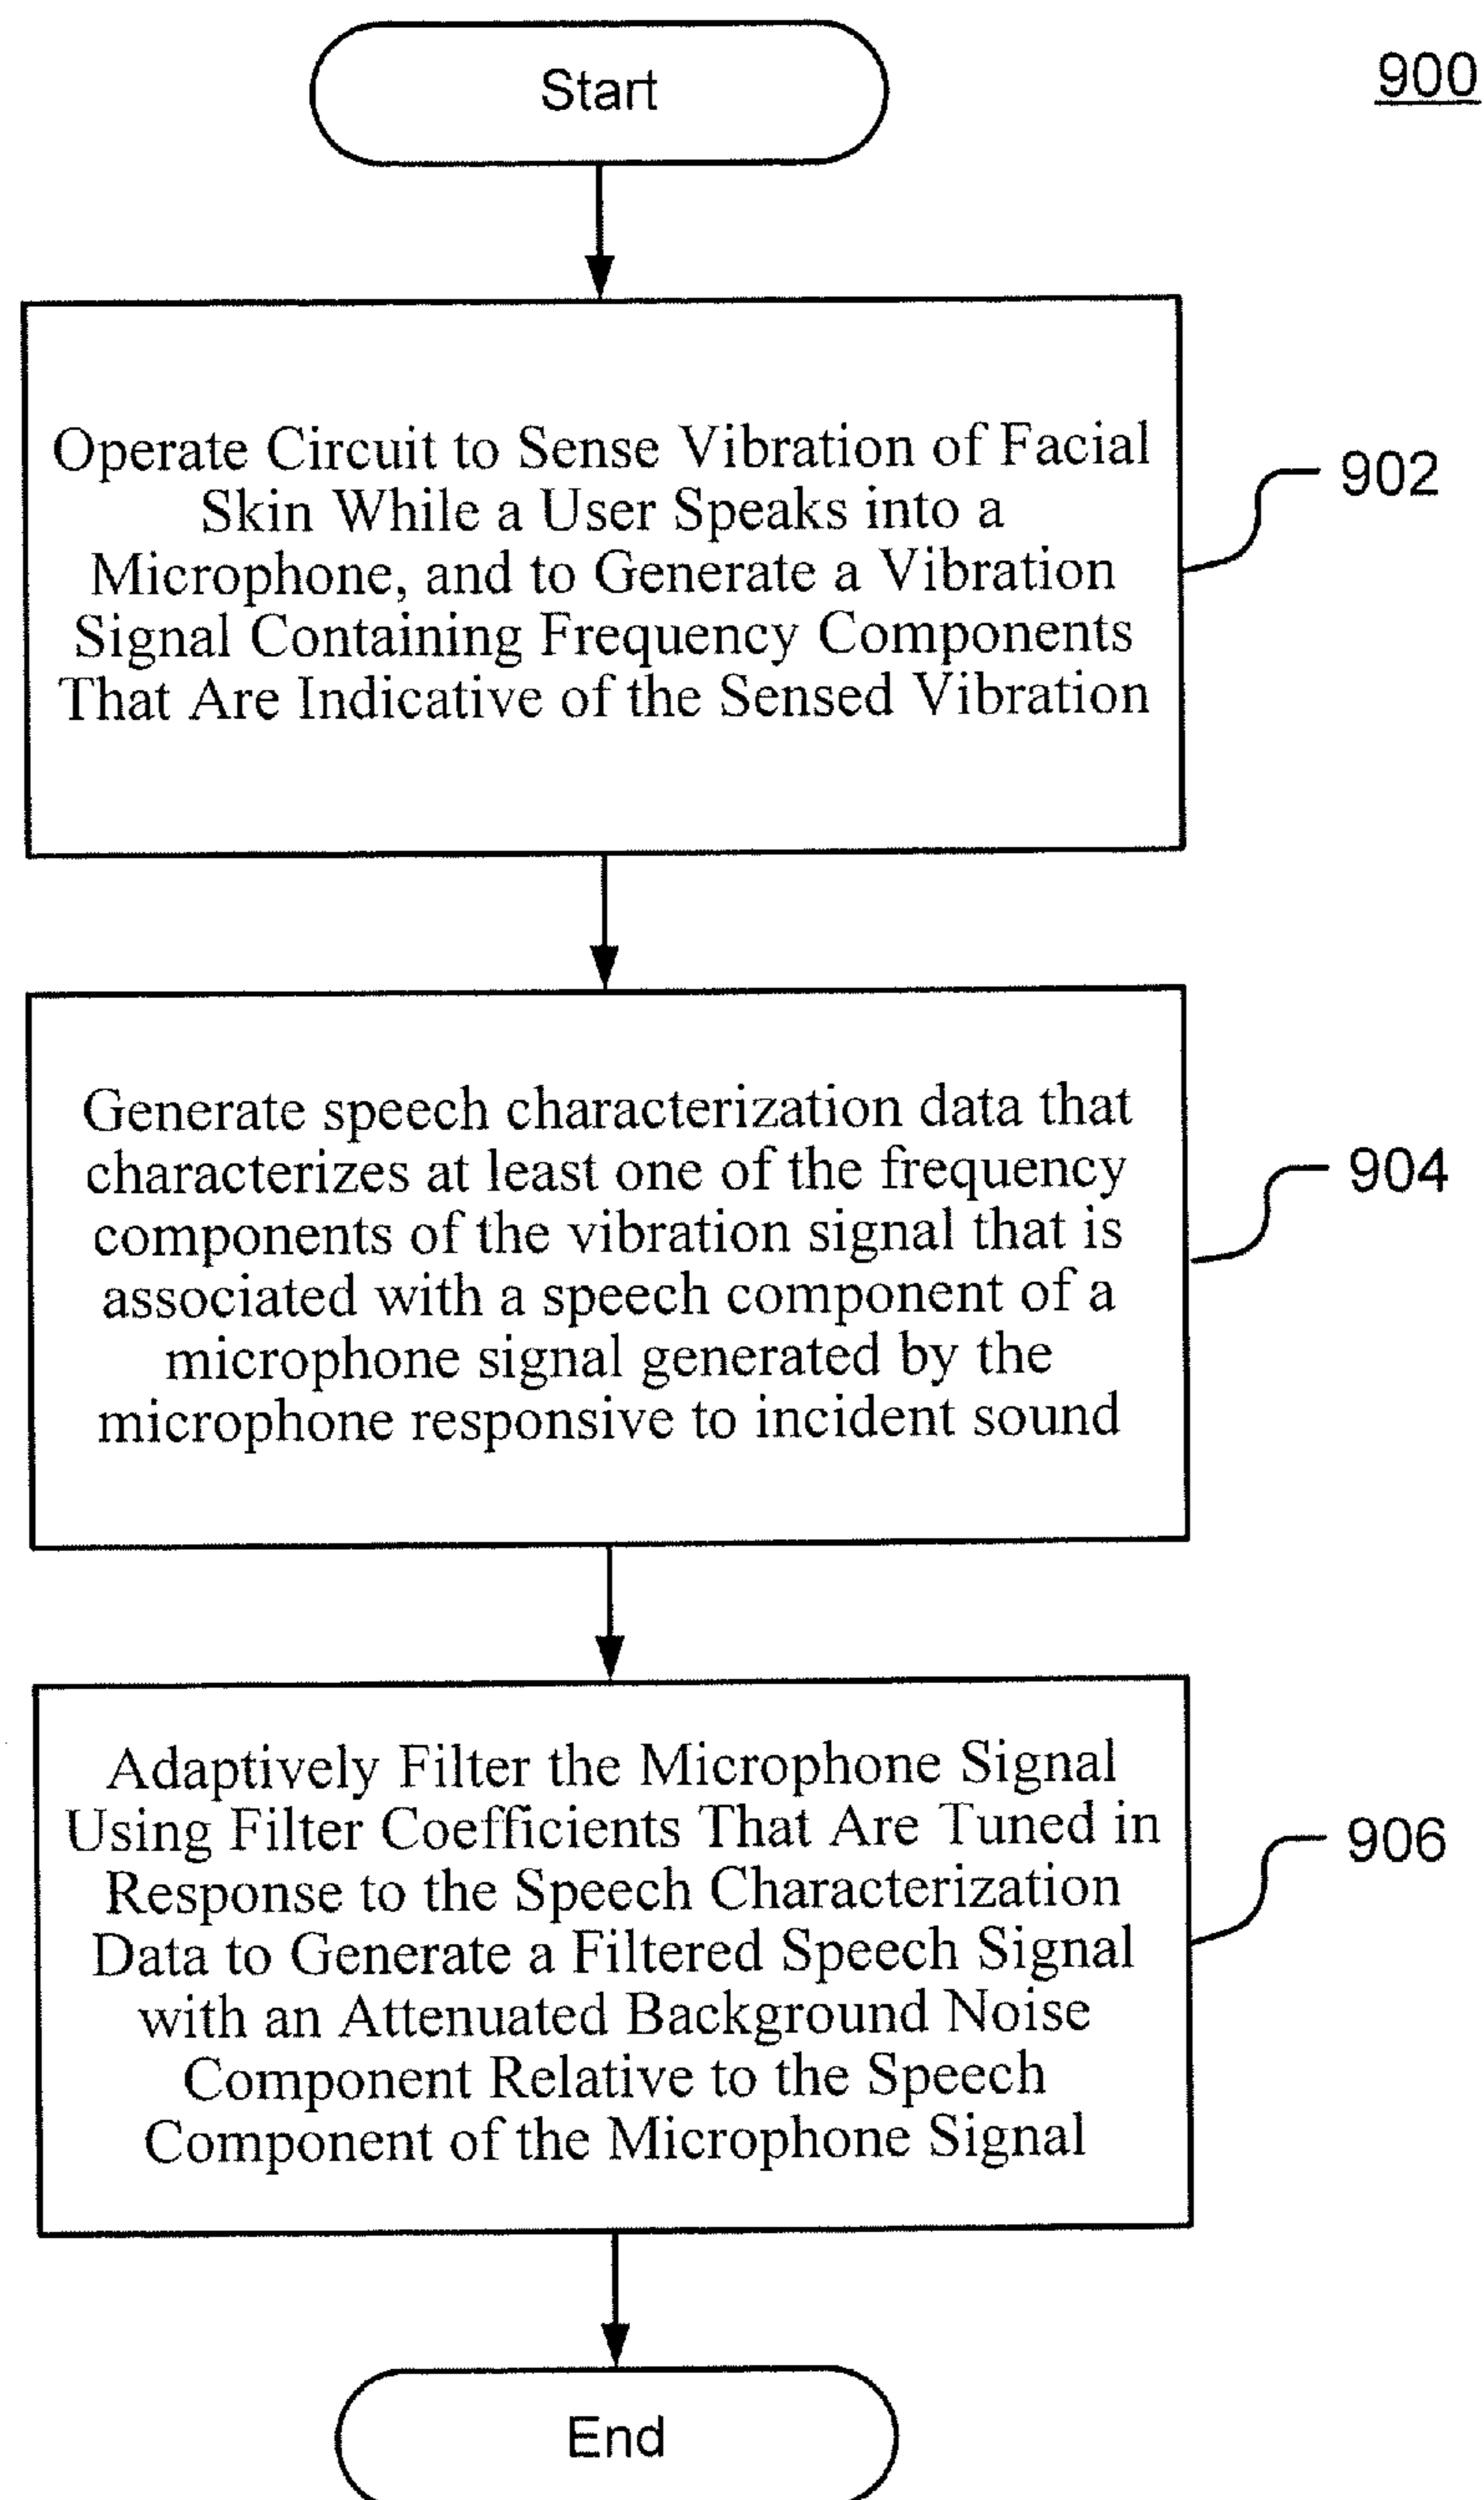 Start
900
Operate Circuit to Sense Vibration of Facial
Skin While a User Speaks into a
Microphone, and to Generate a Vibration
Signal Containing Frequency Components
That Are Indicative of the Sensed Vibration
902
Generate speech characterization data that
characterizes at least one of the frequency
components of the vibration signal that is
associated with a speech component of a
microphone signal generated by the
microphone responsive to incident sound
904
Adaptively Filter the Microphone Signal
Using Filter Coefficients That Are Tuned in
Response to the Speech Characterization
Data to Generate a Filtered Speech Signal
with an Attenuated Background Noise
Component Relative to the Speech
Component of the Microphone Signal
906
End